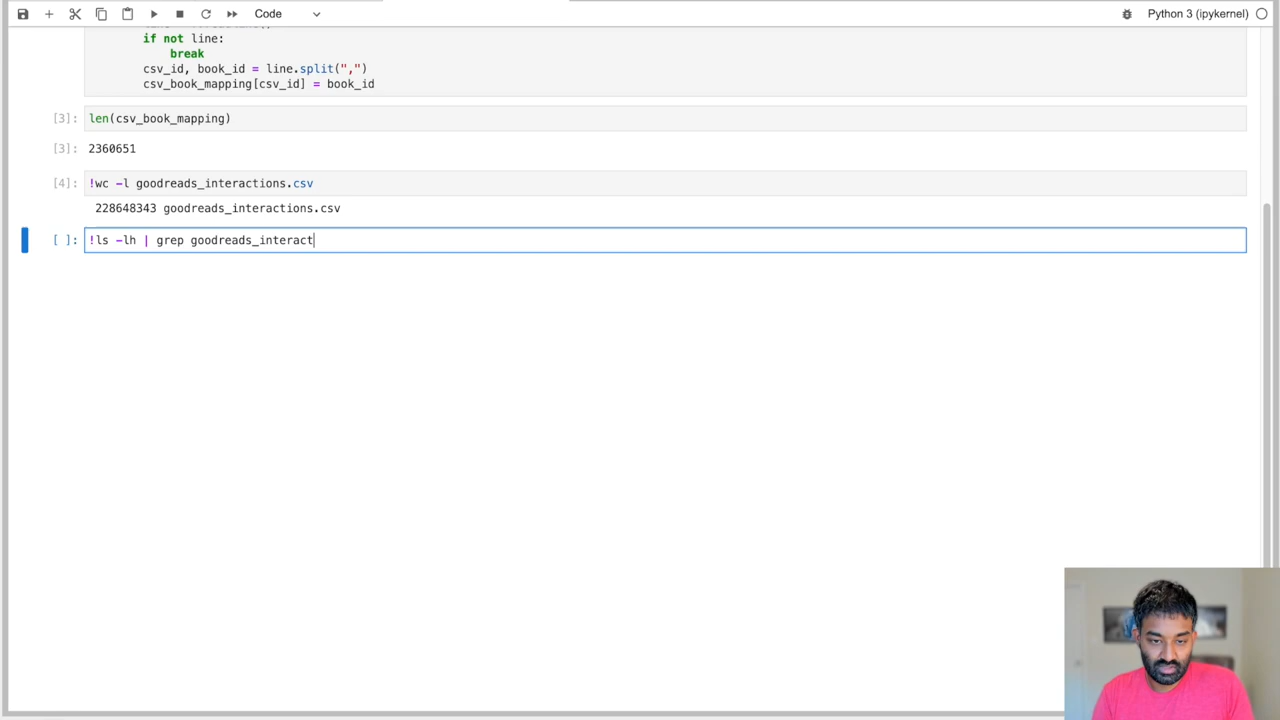 Code
Python 3 (ipykernel)
if not line:
break
csv_id, book_id = line.split(",")
csv_book_mapping[csv_id] = book_id
[3]: len(csv_book_mapping)
[3]: 2360651
[4]: !wc -l goodreads_interactions.csv
228648343 goodreads_interactions.csv
[ ]: !ls -lh | grep goodreads_interact